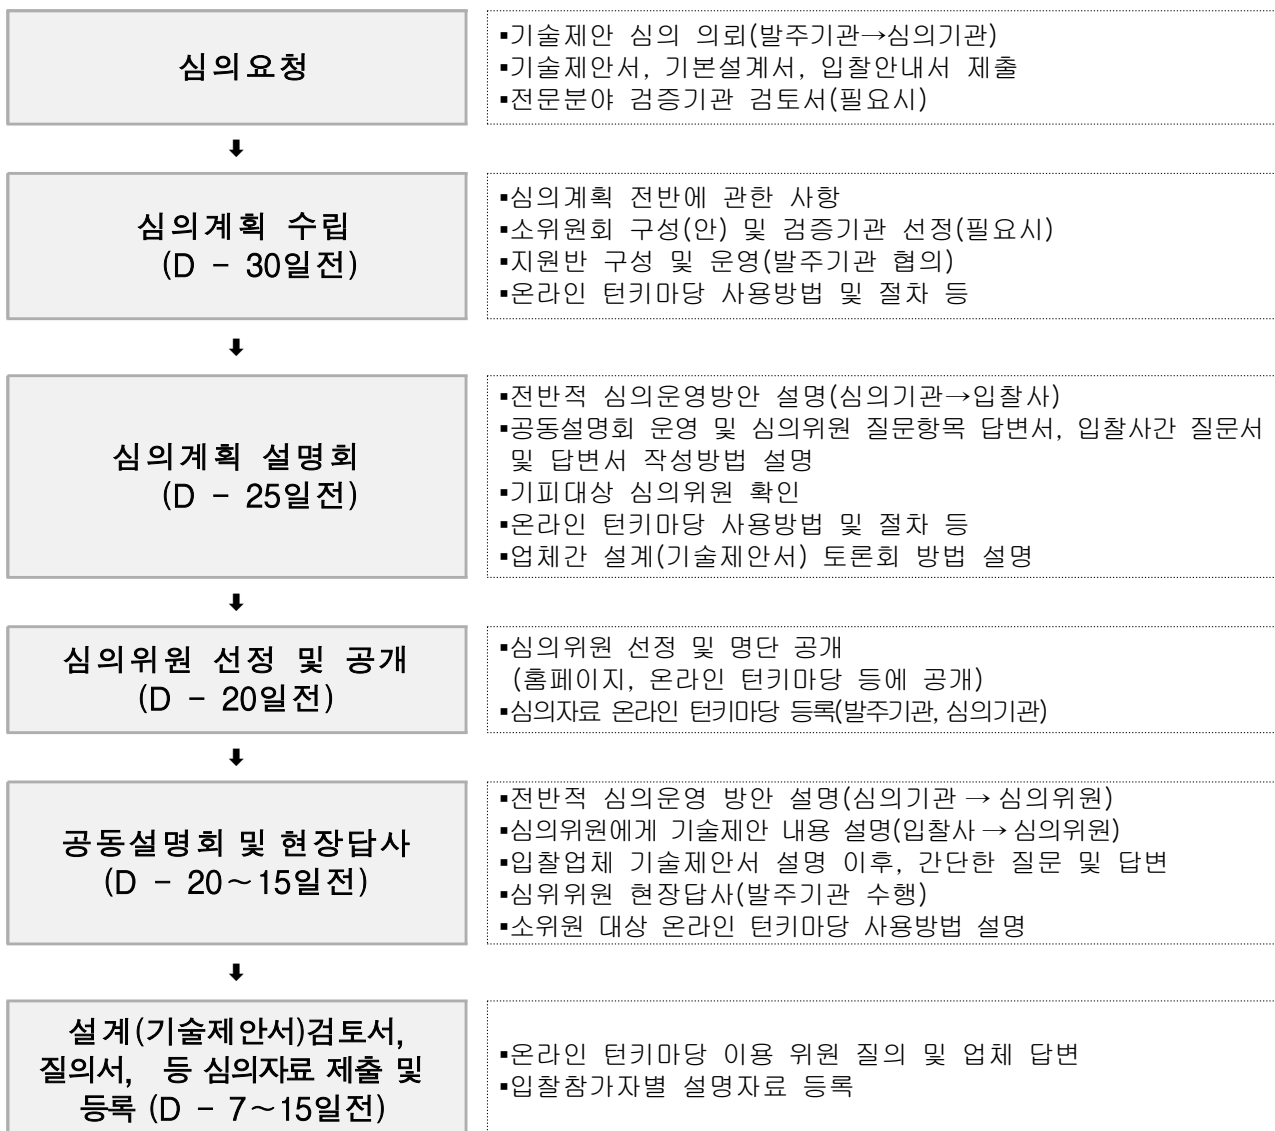 심의요청
▪기술제안 심의 의뢰(발주기관→심의기관)
▪기술제안서, 기본설계서, 입찰안내서 제출
▪전문분야 검증기관 검토서(필요시)
⬇
심의계획 수립
(D - 30일전)
▪심의계획 전반에 관한 사항
▪소위원회 구성(안) 및 검증기관 선정(필요시)
▪지원반 구성 및 운영(발주기관 협의)
▪온라인 턴키마당 사용방법 및 절차 등
⬇
심의계획 설명회
(D - 25일전)
▪전반적 심의운영방안 설명(심의기관→입찰사)
▪공동설명회 운영 및 심의위원 질문항목 답변서, 입찰사간 질문서
및 답변서 작성방법 설명
▪기피대상 심의위원 확인
▪온라인 턴키마당 사용방법 및 절차 등
▪업체간 설계(기술제안서) 토론회 방법 설명
⬇
심의위원 선정 및 공개
(D - 20일전)
▪심의위원 선정 및 명단 공개
(홈페이지, 온라인 턴키마당 등에 공개)
▪심의자료 온라인 턴키마당 등록(발주기관, 심의기관)
⬇
공동설명회 및 현장답사
(D - 20~15일전)
▪전반적 심의운영 방안 설명(심의기관 → 심의위원)
▪심의위원에게 기술제안 내용 설명(입찰사 → 심의위원)
▪입찰업체 기술제안서 설명 이후, 간단한 질문 및 답변
▪심위위원 현장답사(발주기관 수행)
▪소위원 대상 온라인 턴키마당 사용방법 설명
⬇
설계(기술제안서)검토서,
질의서, 등 심의자료 제출 및
등록 (D - 7~15일전)
▪온라인 턴키마당 이용 위원 질의 및 업체 답변
▪입찰참가자별 설명자료 등록